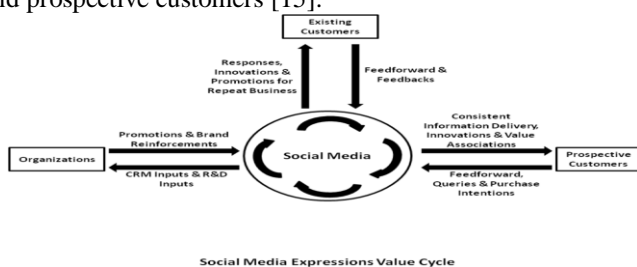 nd prospective customers [15].
Existing
Customers
Responses,
Innovations &
Promotions for
Repeat Business
Feedforward &
Feedbacks
Promotions & Brand
Reinforcements
Consistent
Information Delivery,
Innovations & Value
Associations
Organizations
Social Media
Prospective
Customers
CRM Inputs & R&D
Inputs
Feedforward,
Queries & Purchase
Intentions
Social Media Expressions Value Cycle